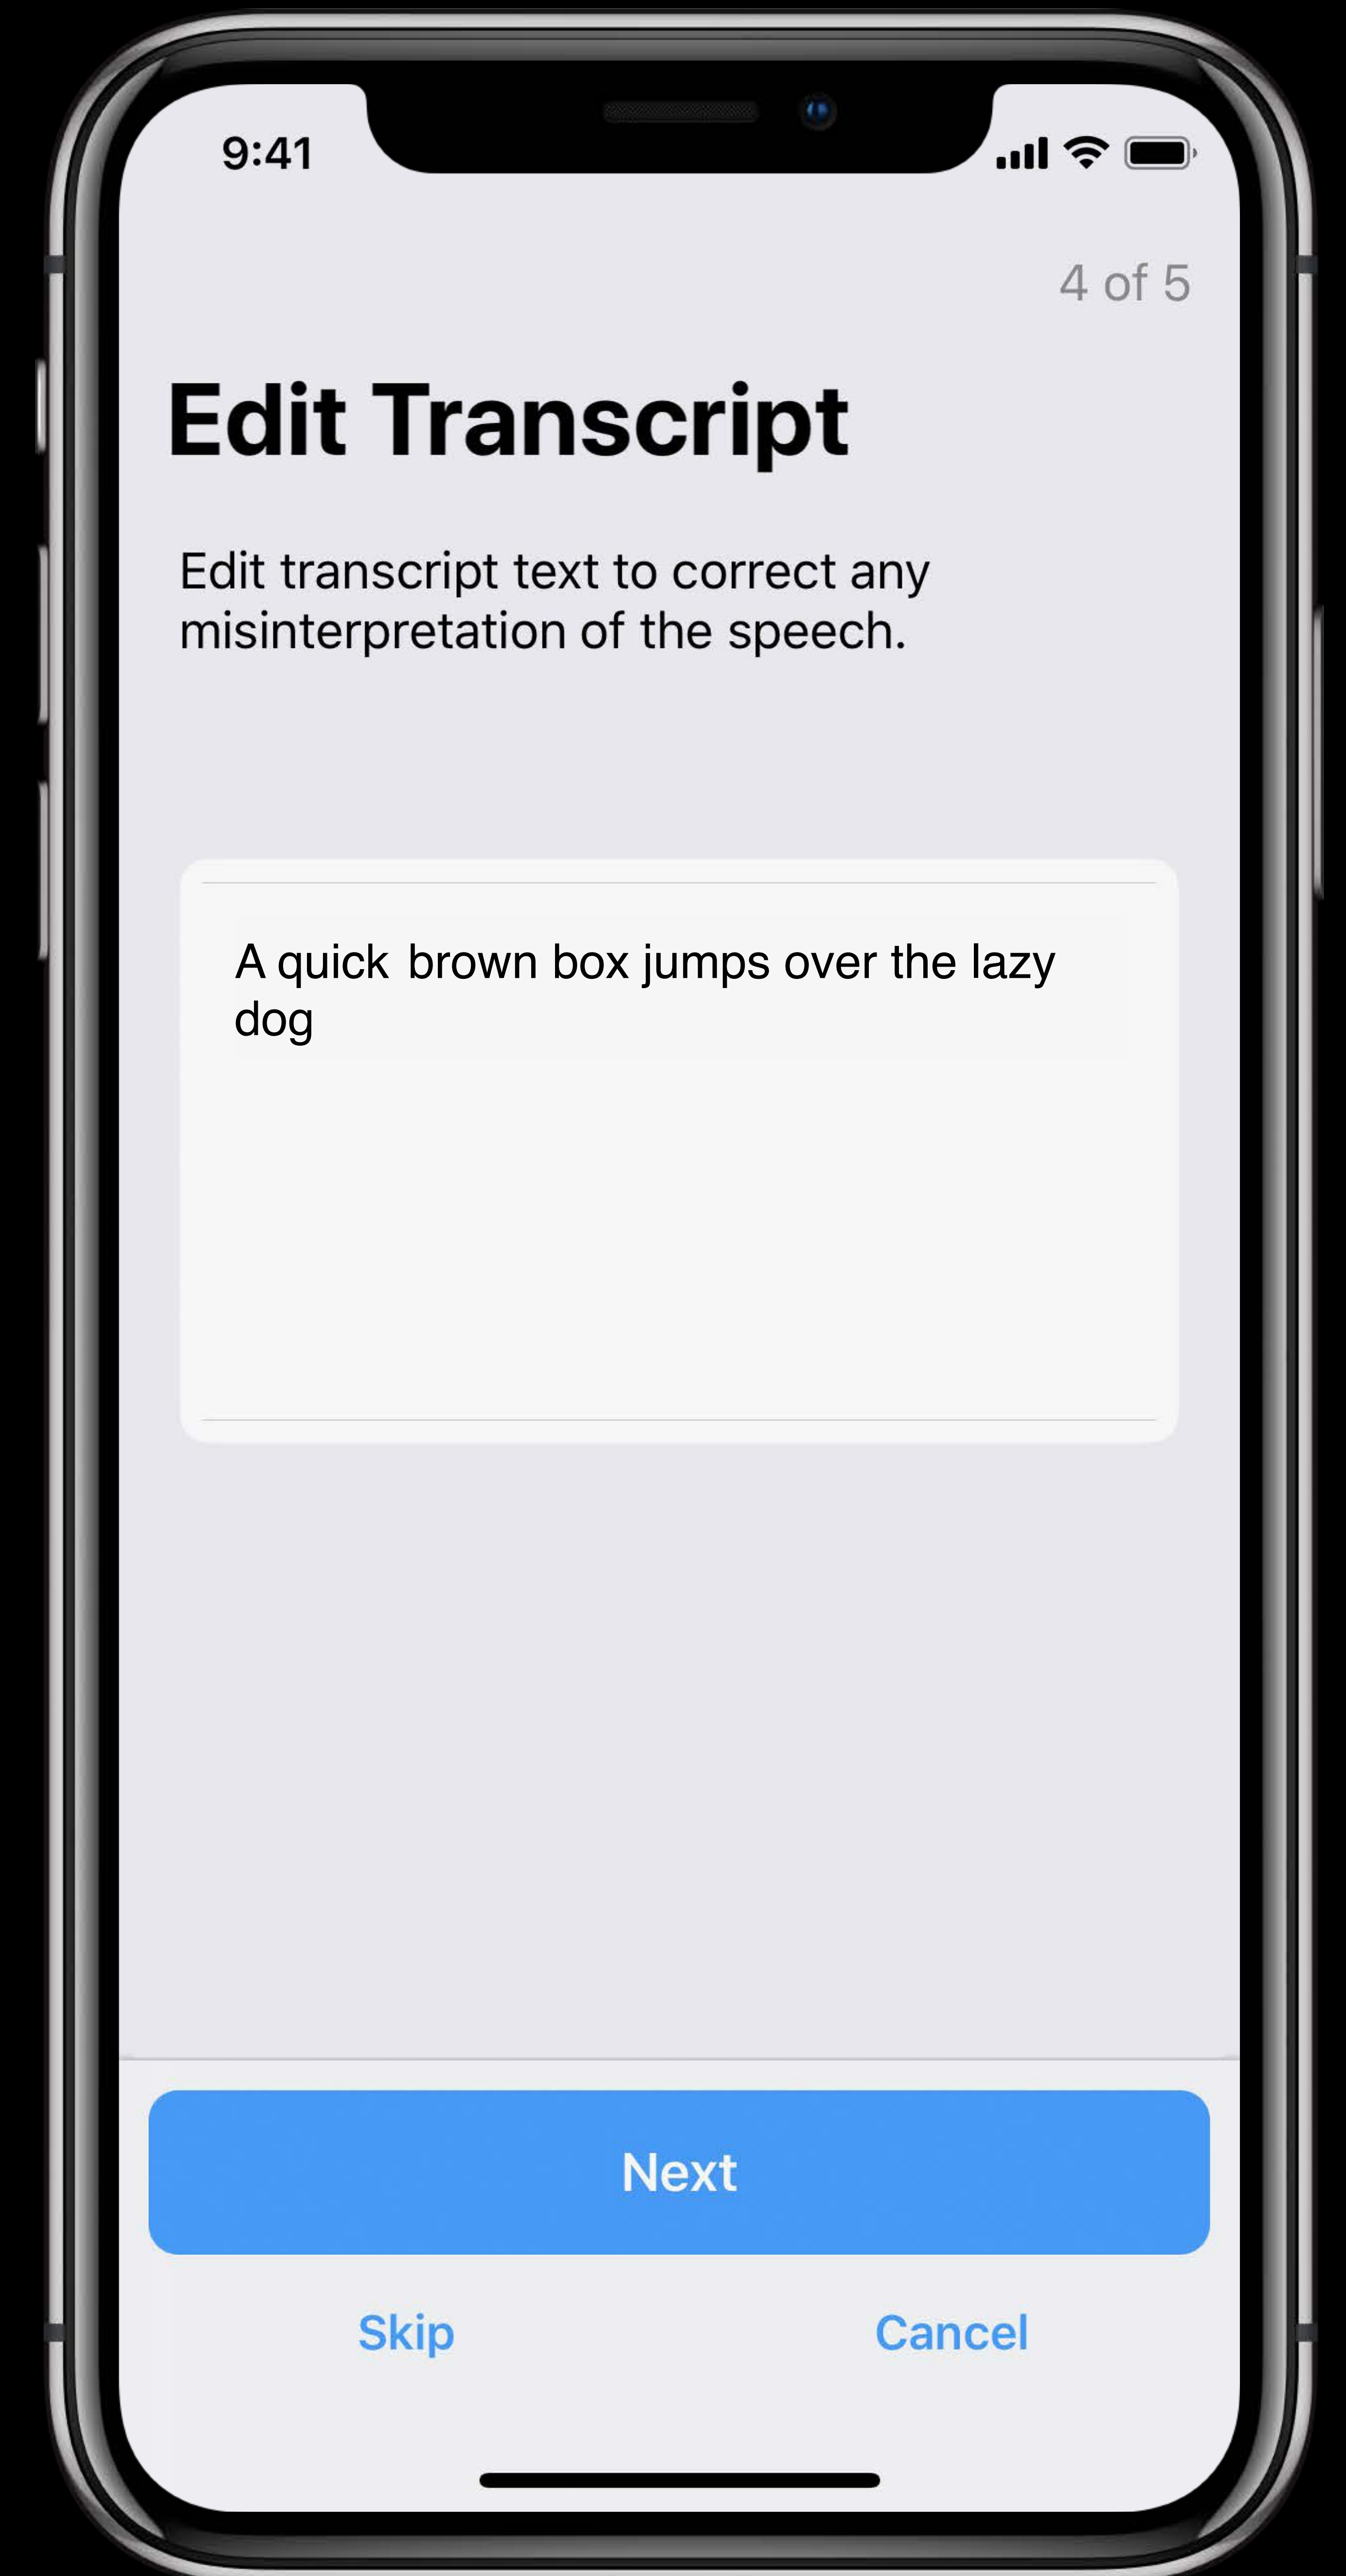 9:41
4 of 5
Edit Transcript
Edit transcript text to correct any
misinterpretation of the speech.
A quick brown box jumps over the lazy
dog
Next
Skip
Cancel